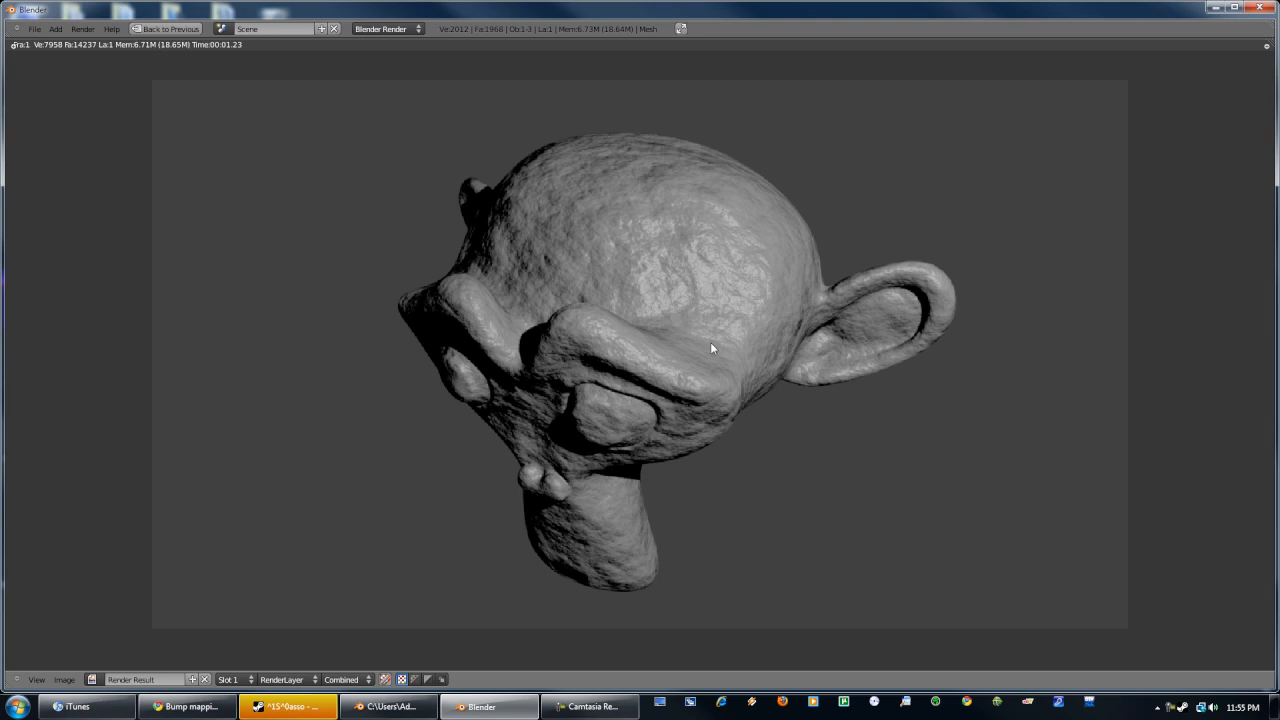 Blender
File Add Render Help Back to Previous Scene Blender Render Ve:2012 | Fa:1968 | Ob:1-3 | La:1 | Mem:6.73M (18.64M) | Mesh
Ve:7958 Fa:14237 La:1 Mem:6.71M (18.65M) Time:00:01.23
View Image Render Result Slot 1 RenderLayer Combined
iTunes Bump mappi... ^1S^0asso - ... C:\Users\Ad... Blender Camtasia Re... 11:55 PM